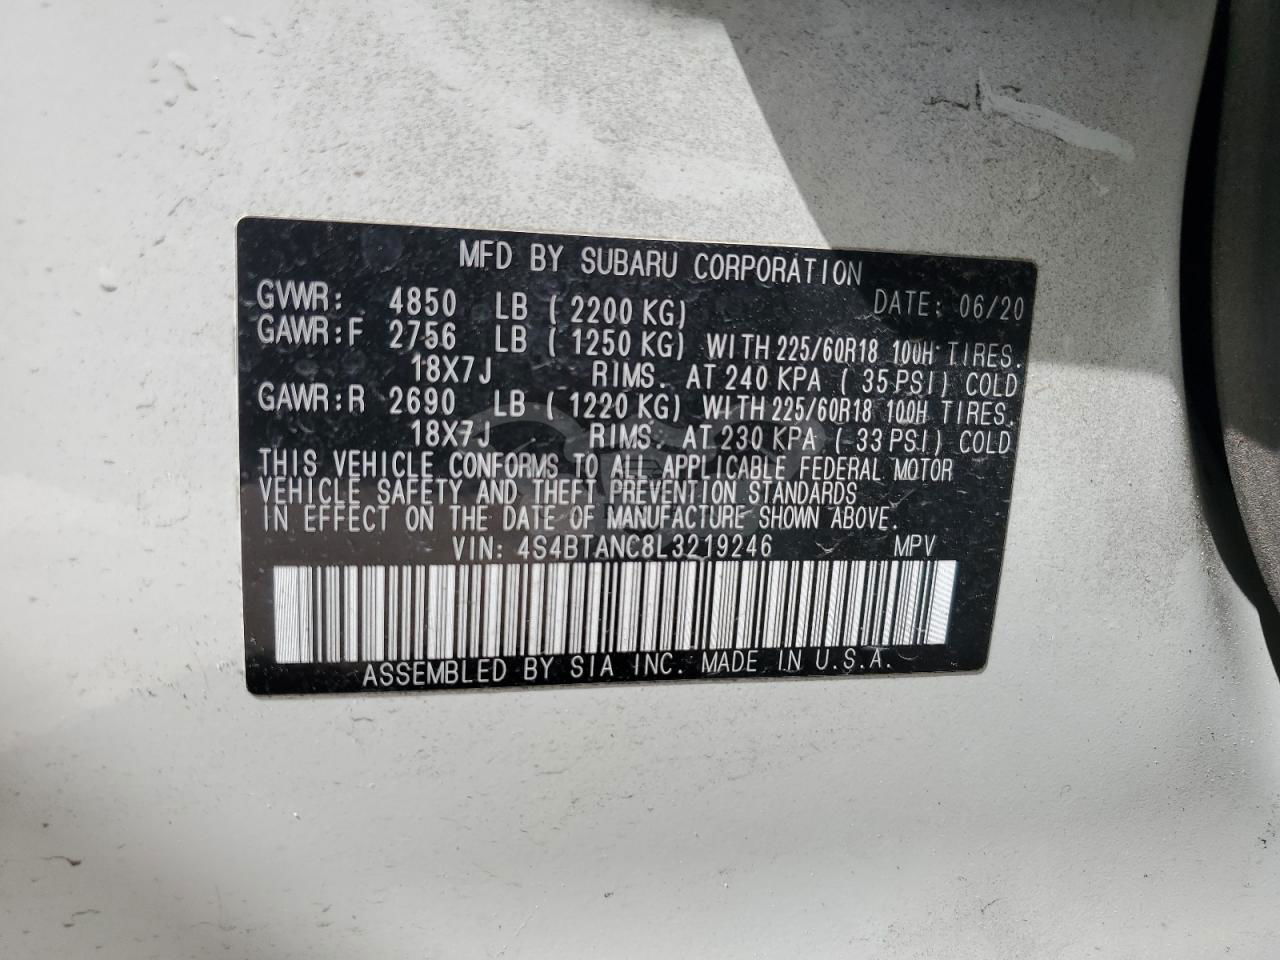 MFD BY SUBARU CORPORATION
GVWR: 4850 LB ( 2200 KG) DATE: 06/20
GAWR:F 2756 LB ( 1250 KG) WITH 225/60R18 100H TIRES.
18X7J RIMS. AT 240 KPA ( 35 PSI) COLD
GAWR:R 2690 LB ( 1220 KG) WITH 225/60R18 100H TIRES.
18X7J RIMS. AT 230 KPA ( 33 PSI) COLD
THIS VEHICLE CONFORMS TO ALL APPLICABLE FEDERAL MOTOR
VEHICLE SAFETY AND THEFT PREVENTION STANDARDS
IN EFFECT ON THE DATE OF MANUFACTURE SHOWN ABOVE.
VIN: 4S4BTANC8L3219246 MPV
ASSEMBLED BY SIA INC. MADE IN U.S.A.